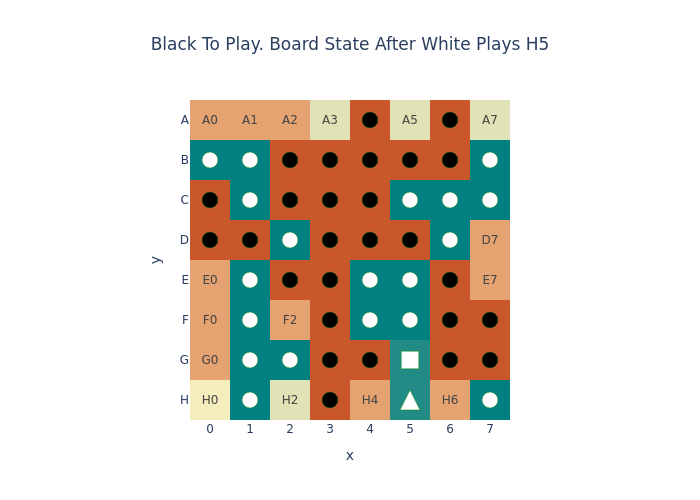 Black To Play. Board State After White Plays H5
A A0 A1 A2 A3 A5 A7
B
C
D D7
E E0 E7
F F0 F2
G G0
H H0 H2 H4 H6
0 1 2 3 4 5 6 7
x
y